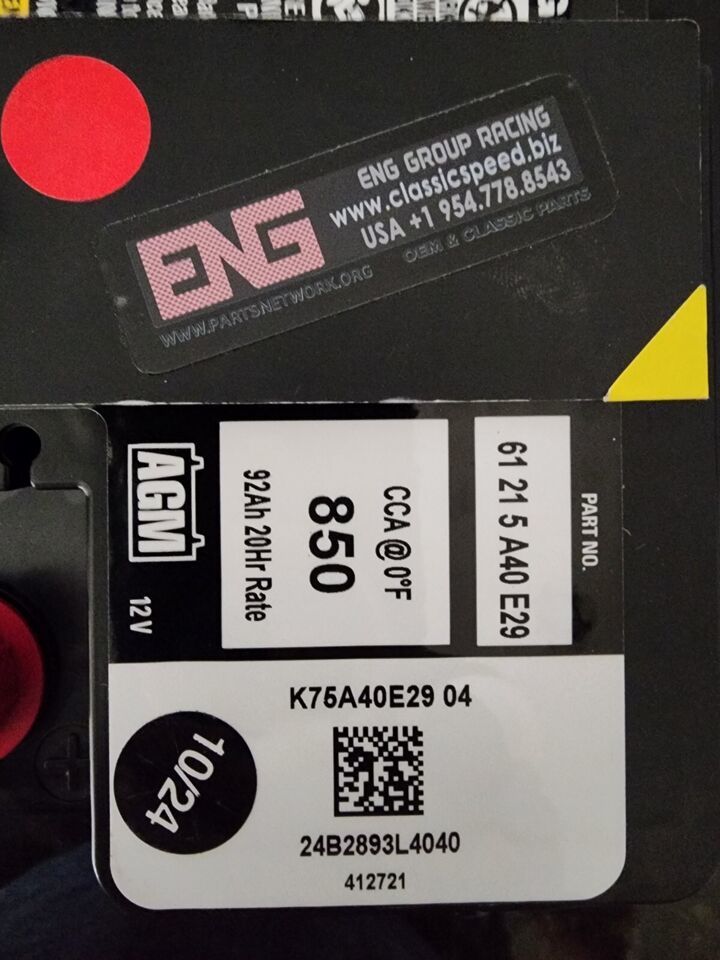 ENG
ENG GROUP RACING
www.classicspeed.biz
USA +1 954.778.8543
WWW.PARTSNETWORK.ORG
OEM & CLASSIC PARTS
PART NO.
61 21 5 A40 E29
CCA @ 0°F
850
92Ah 20Hr Rate
AGM
12V
K75A40E29 04
10/24
24B2893L4040
412721